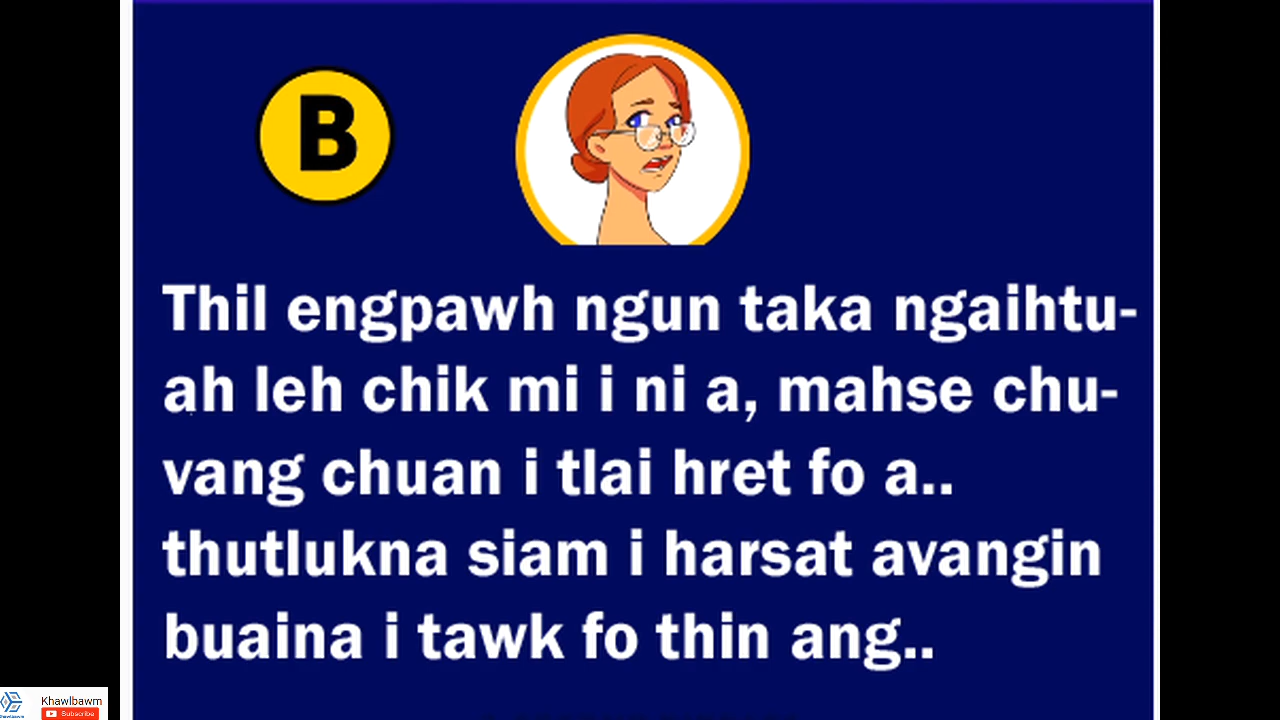 B
Thil engpawh ngun taka ngaihtu-
ah leh chik mi i ni a, mahse chu-
vang chuan i tlai hret fo a..
thutlukna siam i harsat avangin
buaina i tawk fo thin ang..
Khawlbawm
Subscribe